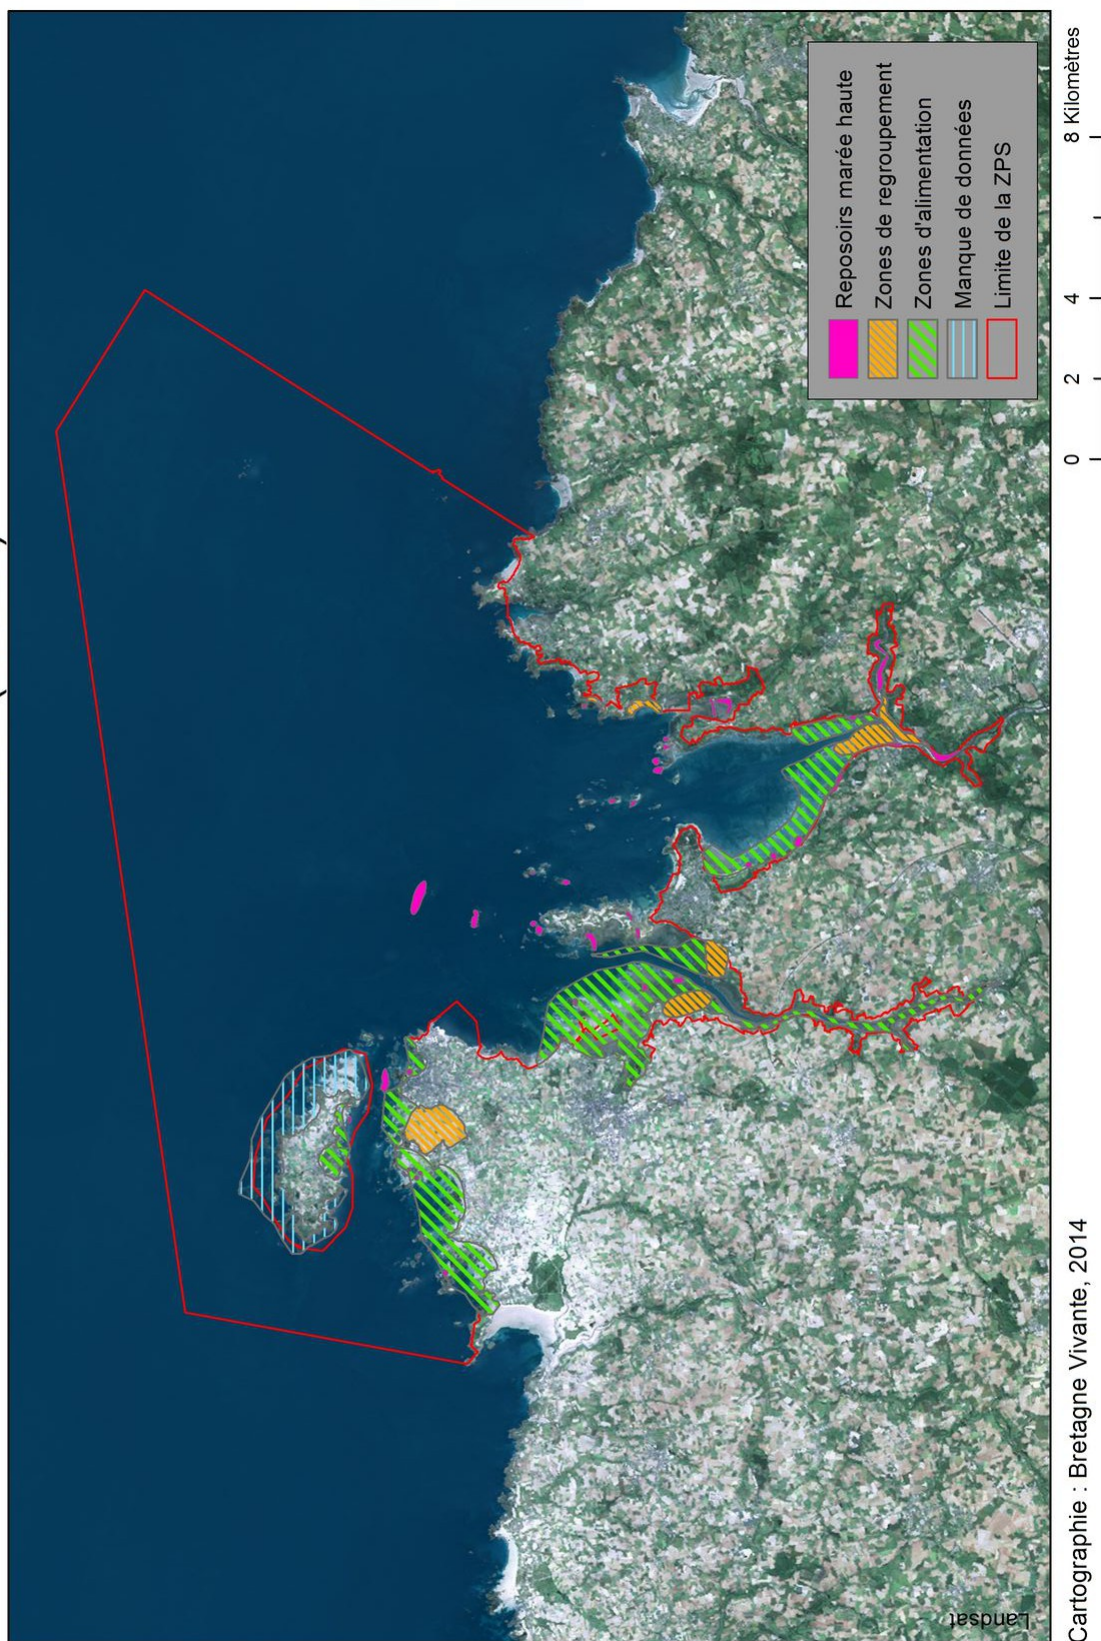 Reposoirs marée haute
Zones de regroupement
Zones d'alimentation
Manque de données
Limite de la ZPS
0 2 4 8 Kilomètres
Cartographie : Bretagne Vivante, 2014
Landsat